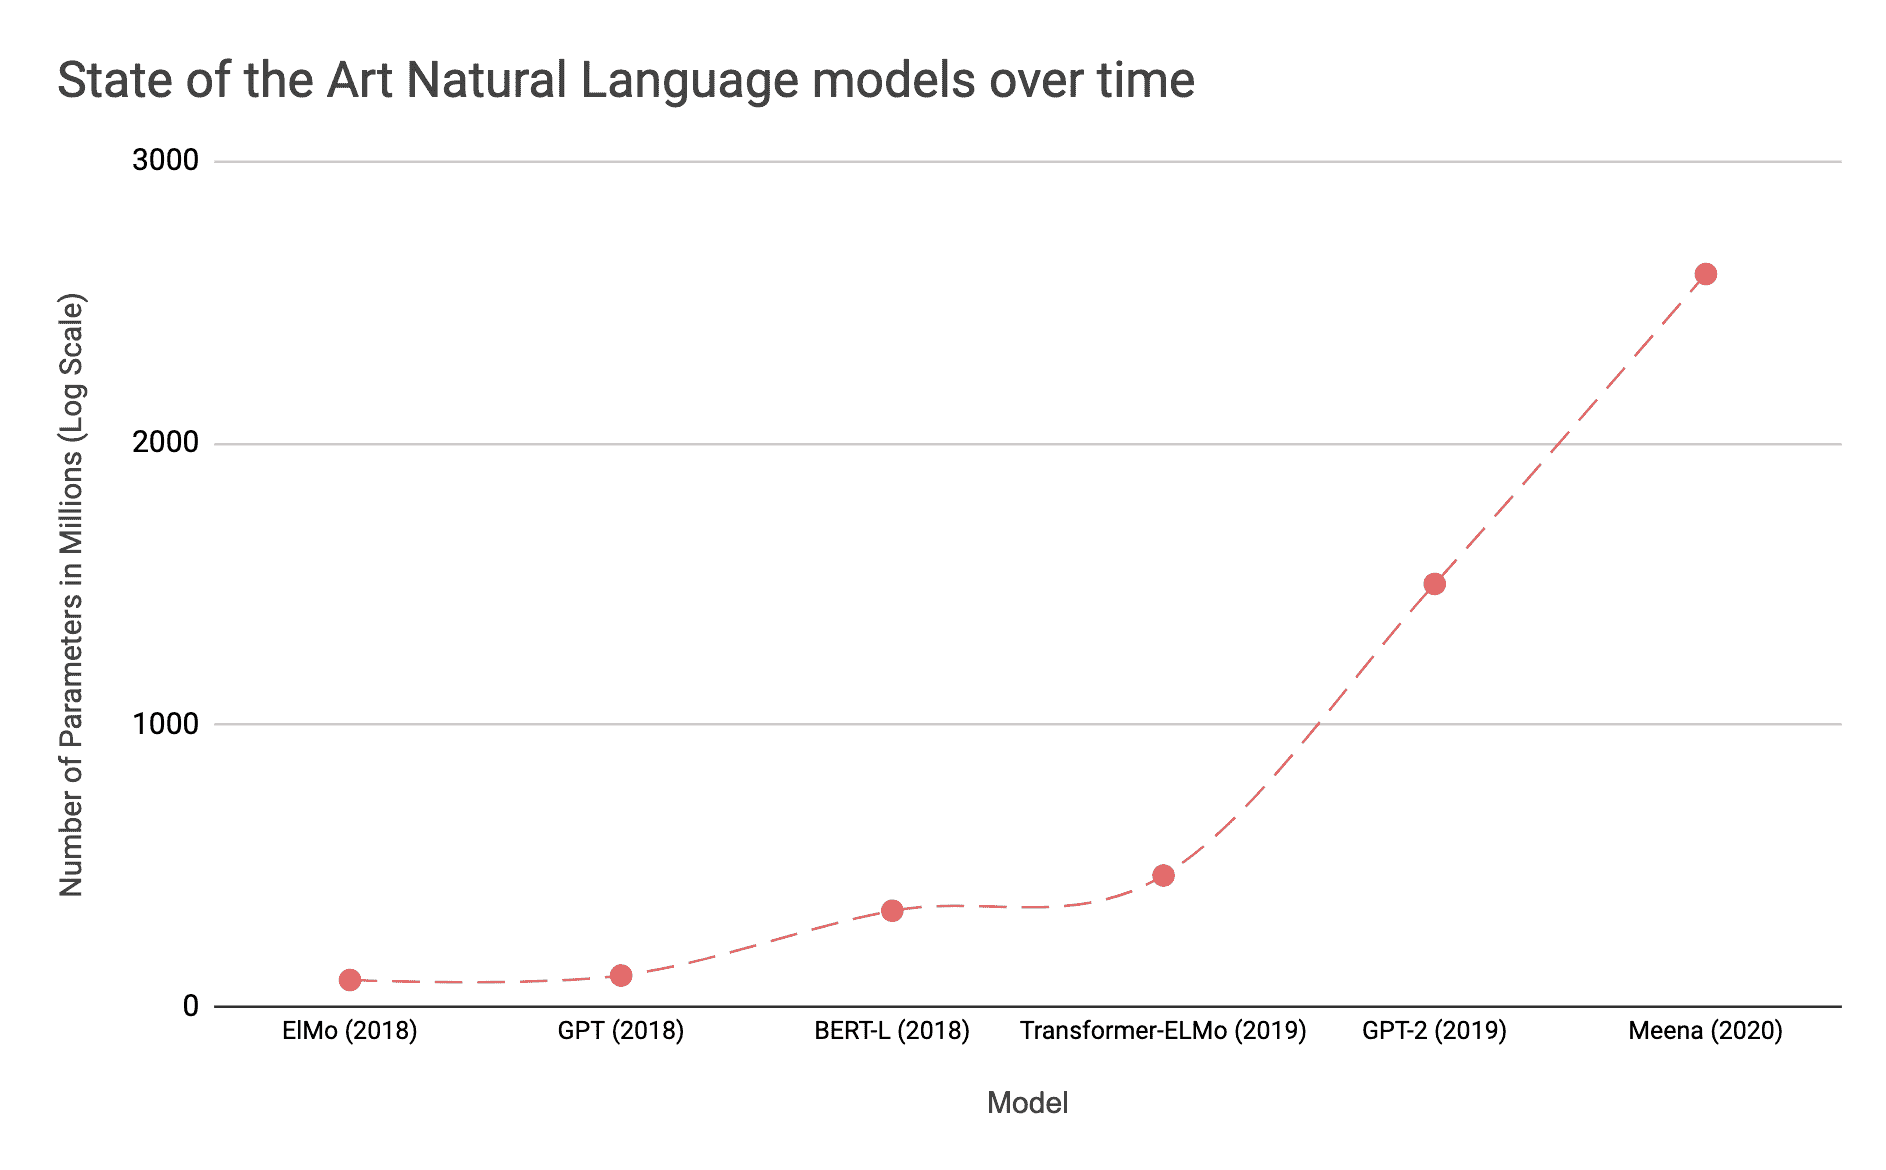 State of the Art Natural Language models over time
Number of Parameters in Millions (Log Scale)
3000
2000
1000
0
ElMo (2018)
GPT (2018)
BERT-L (2018)
Transformer-ELMo (2019)
GPT-2 (2019)
Meena (2020)
Model